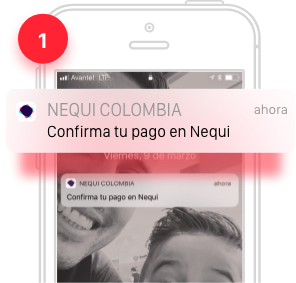 1
Avantel LTE
NEQUI COLOMBIA
ahora
Confirma tu pago en Nequi
Viernes, 9 de marzo
NEQUI COLOMBIA
ahora
Confirma tu pago en Nequi